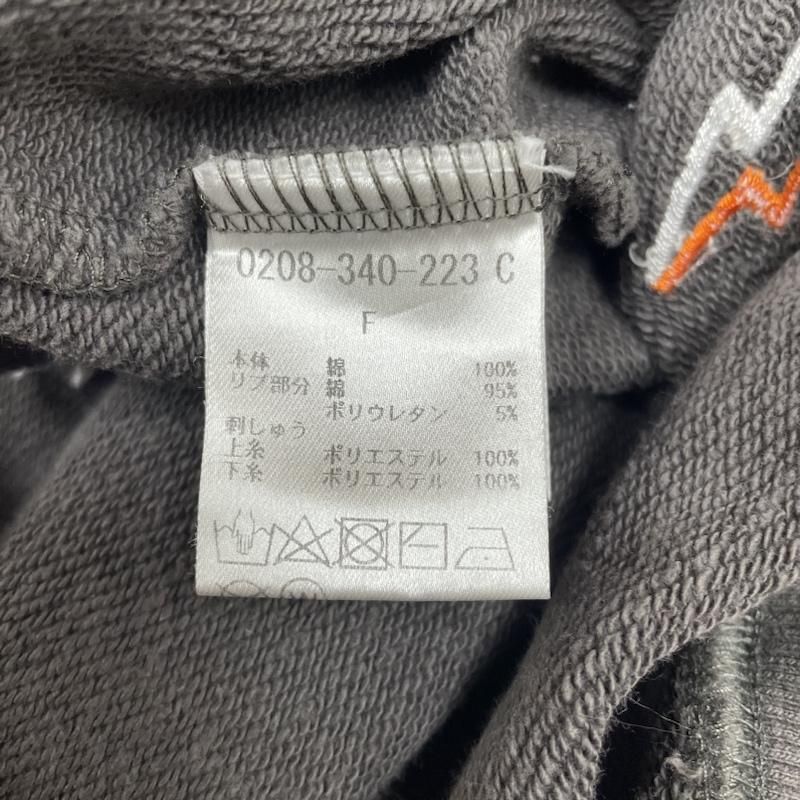 0208-340-223 C
F
本体 綿 100%
リブ部分 綿 95%
ポリウレタン 5%
刺しゅう
上糸 ポリエステル 100%
下糸 ポリエステル 100%